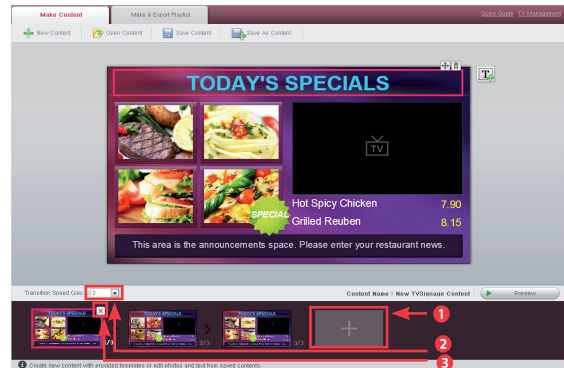 Make Content
Make & Export Playlist
Quick Guide TV Management
New Content
Open Content
Save Content
Save As Content
TODAY'S SPECIALS
T
TV
SPECIAL
Hot Spicy Chicken 7.90
Grilled Reuben 8.15
This area is the announcements space. Please enter your restaurant news.
Transition Speed (sec
2
Content Name : New TVSignage Content
Preview
TODAY'S SPECIALS
TODAY'S SPECIALS
TODAY'S SPECIALS
2/3
3/3
1
2
3
Create new content with provided templates or edit photos and text from saved contents.